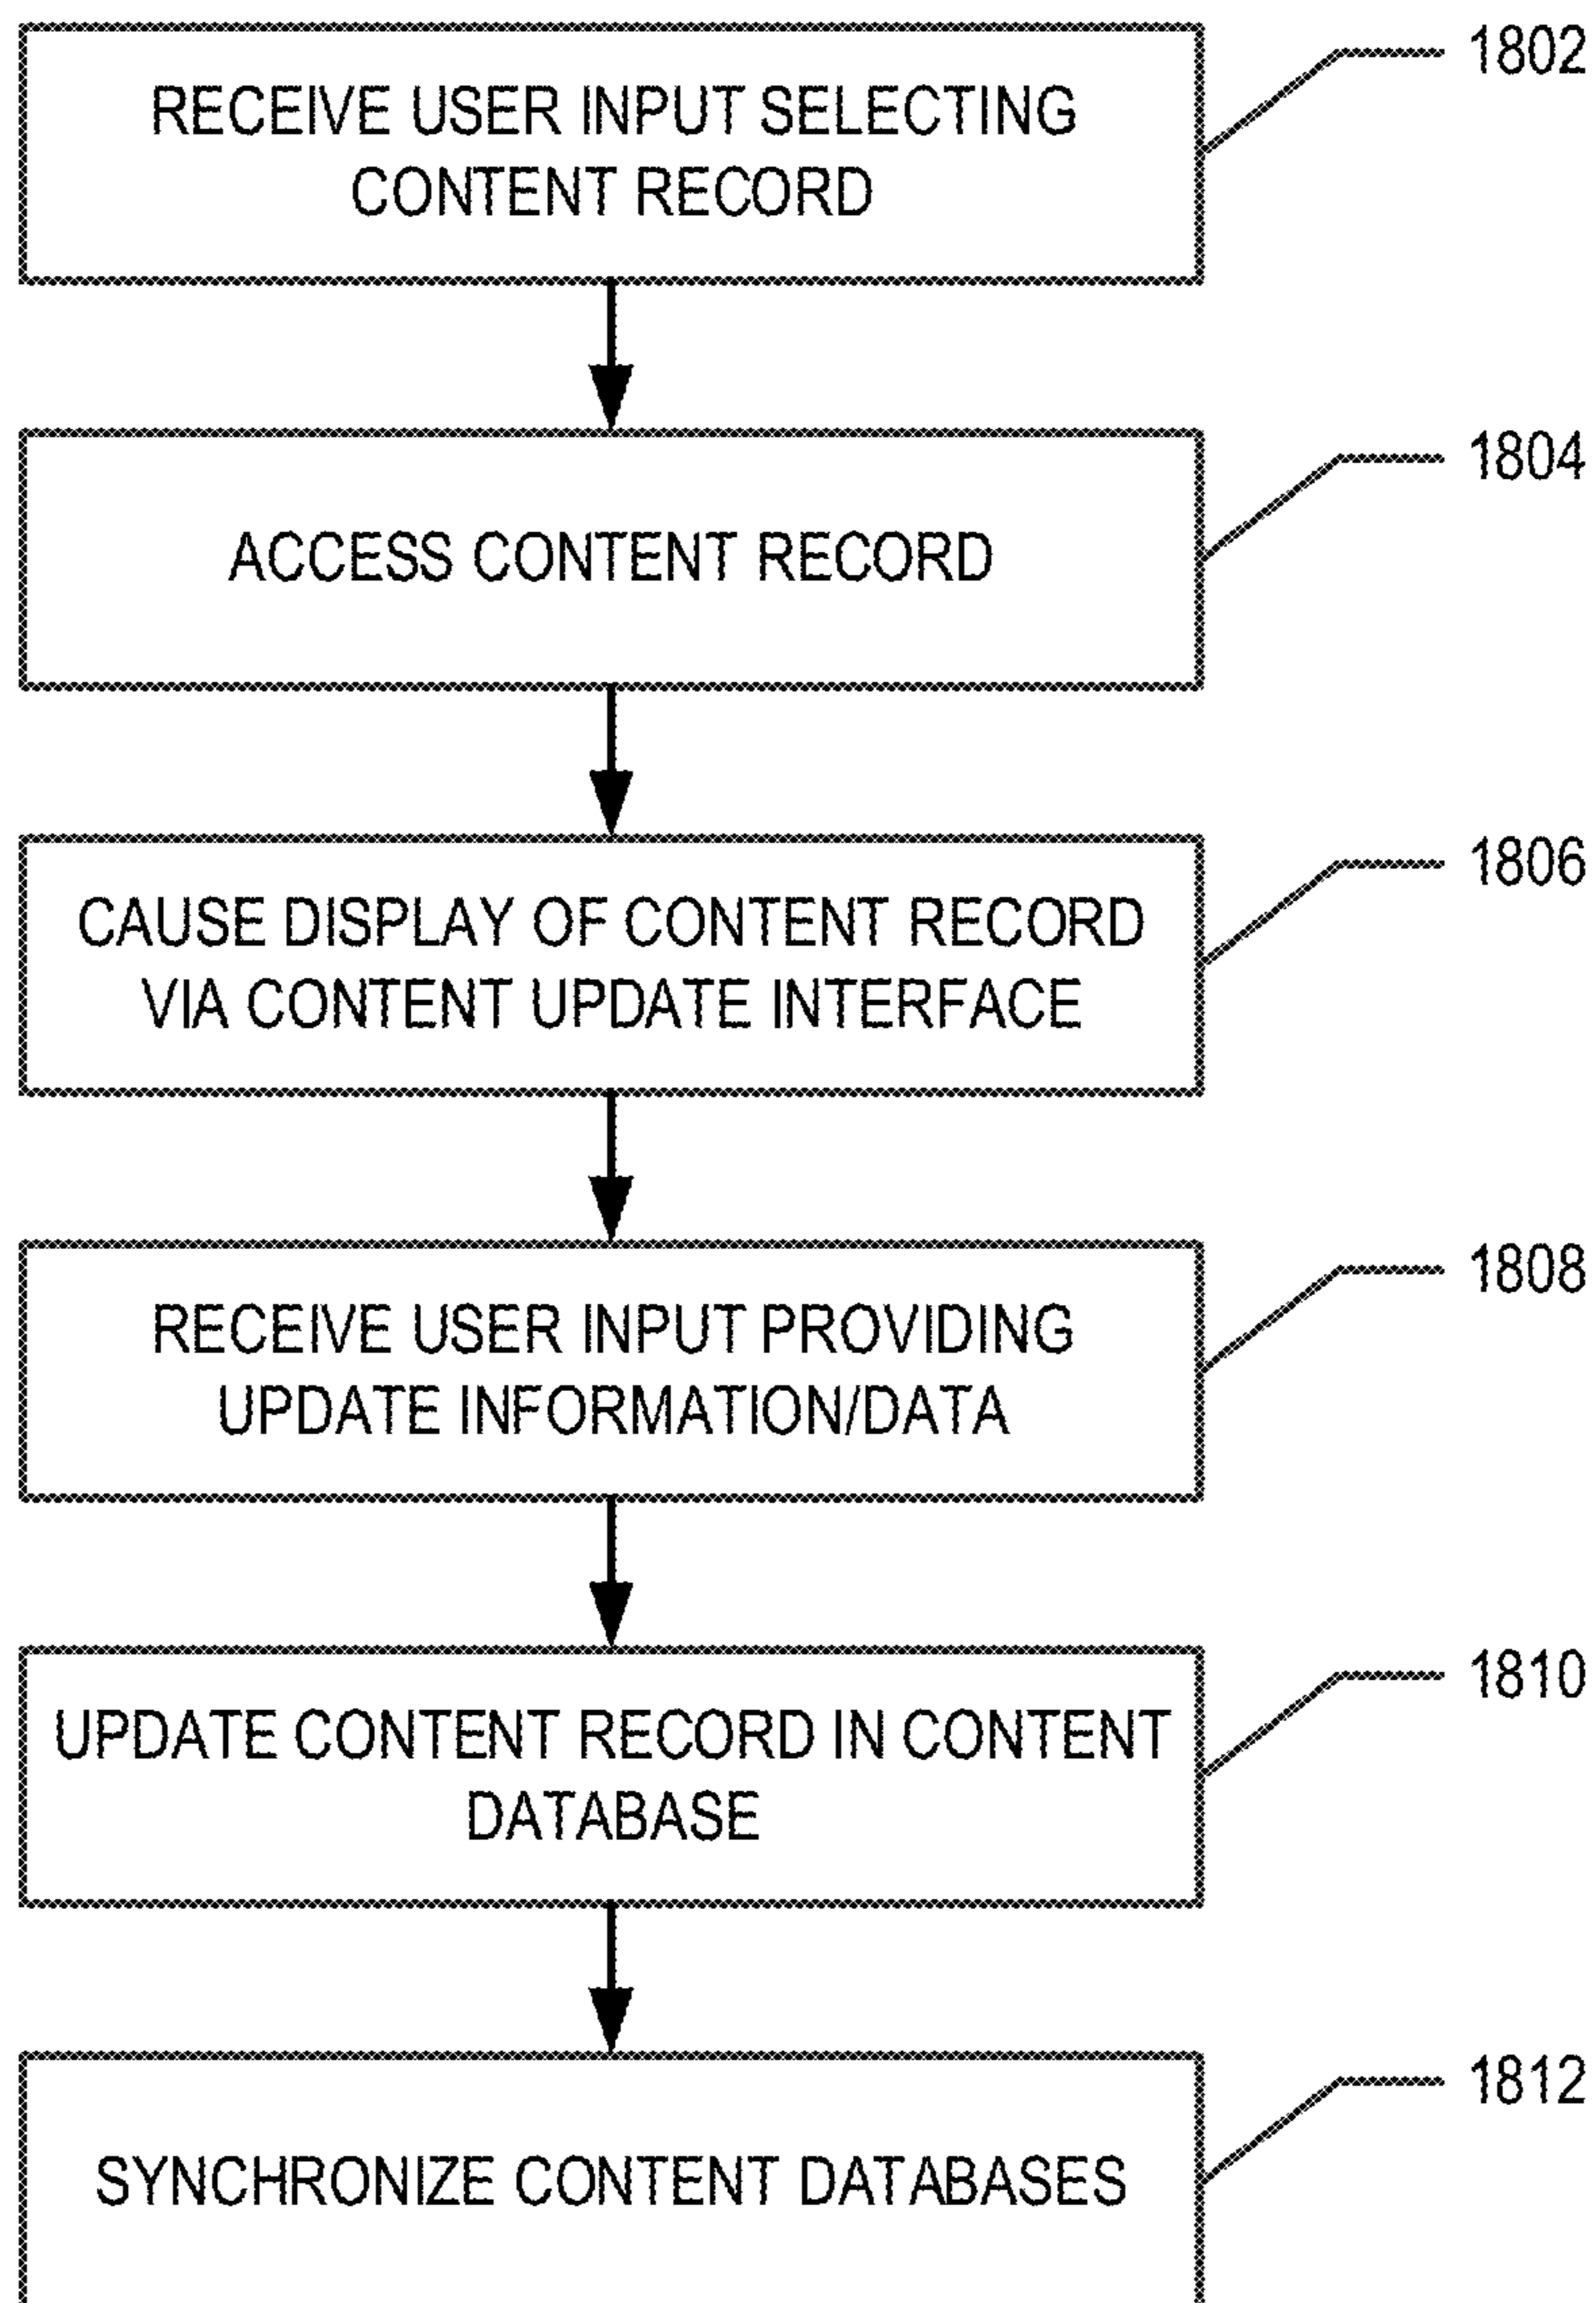 1802
RECEIVE USER INPUT SELECTING
CONTENT RECORD
1804
ACCESS CONTENT RECORD
1806
CAUSE DISPLAY OF CONTENT RECORD
VIA CONTENT UPDATE INTERFACE
1808
RECEIVE USER INPUT PROVIDING
UPDATE INFORMATION/DATA
1810
UPDATE CONTENT RECORD IN CONTENT
DATABASE
1812
SYNCHRONIZE CONTENT DATABASES